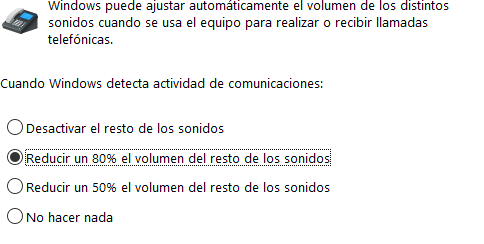 Windows puede ajustar automáticamente el volumen de los distintos
sonidos cuando se usa el equipo para realizar o recibir llamadas
telefónicas.
Cuando Windows detecta actividad de comunicaciones:
Desactivar el resto de los sonidos
Reducir un 80% el volumen del resto de los sonidos
Reducir un 50% el volumen del resto de los sonidos
No hacer nada